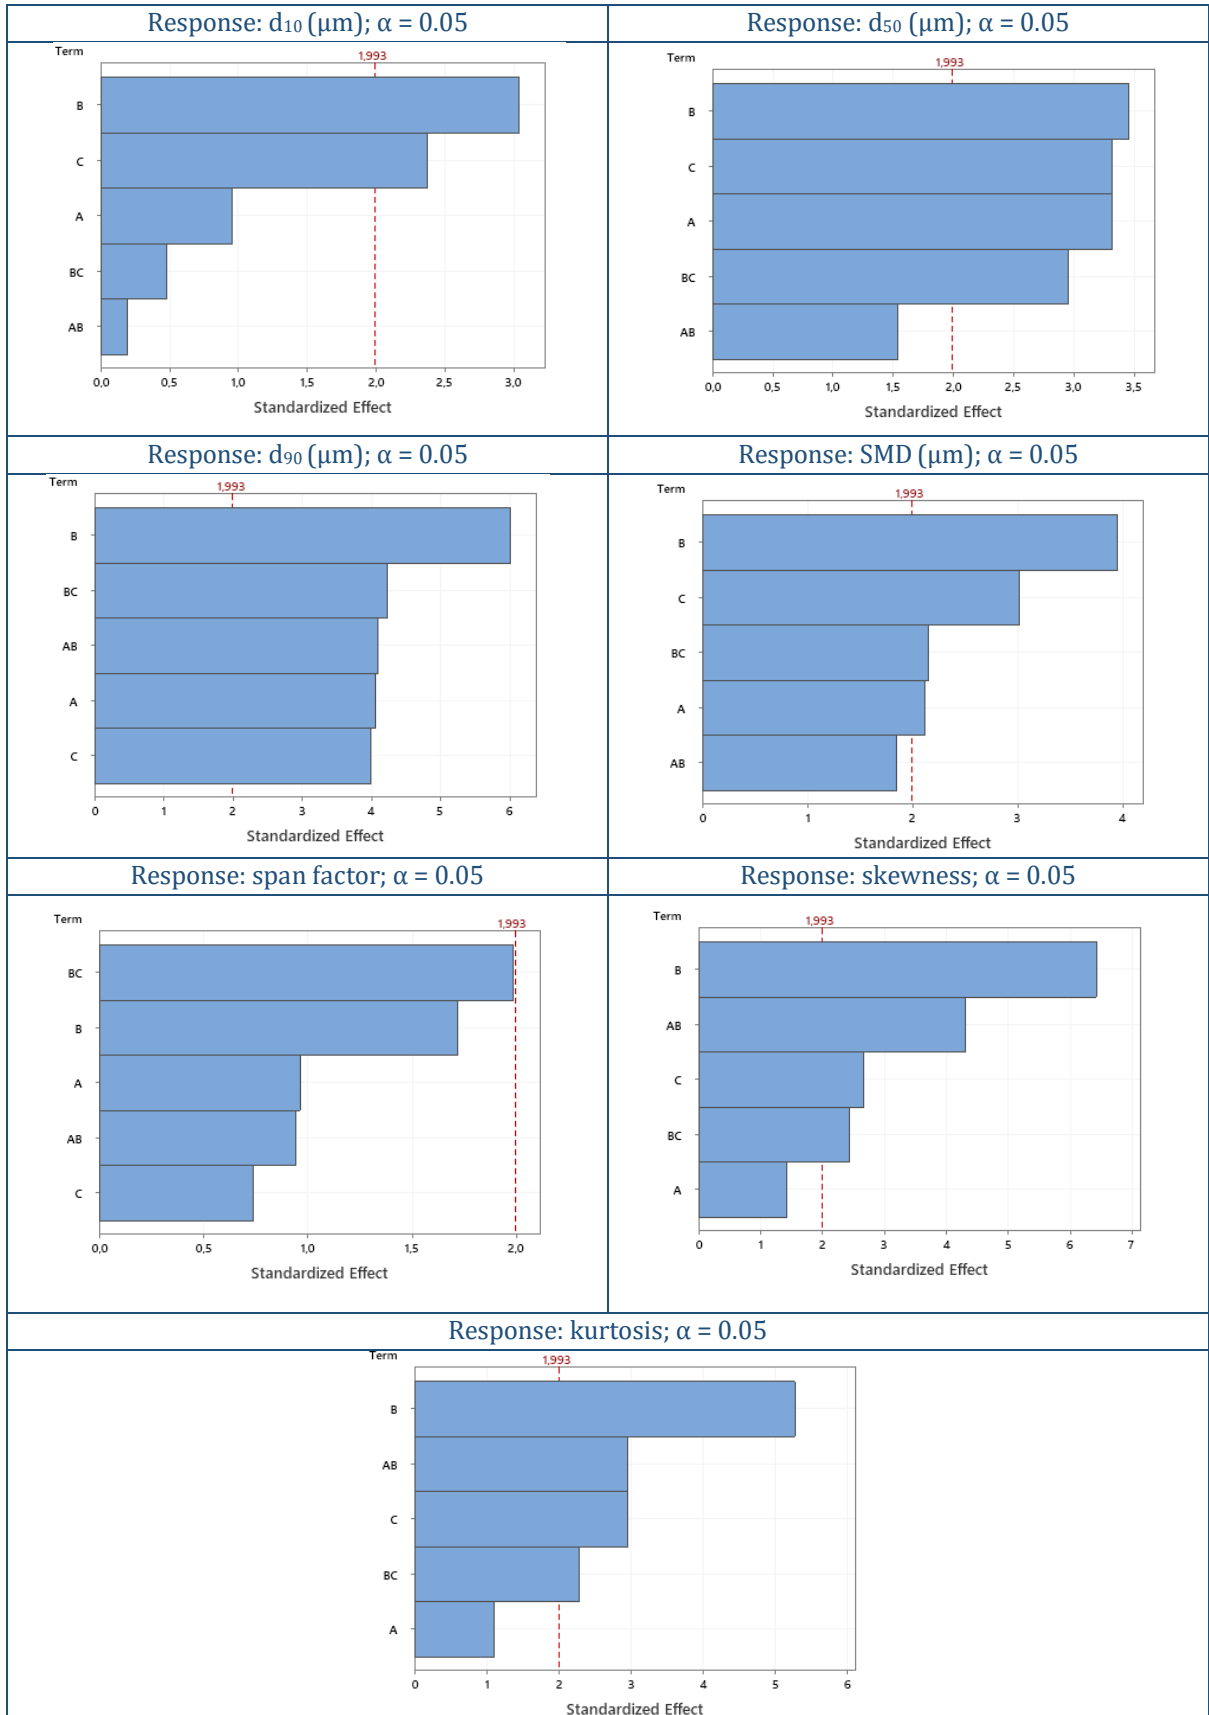 Response: d10 (μm); α = 0.05
Term
1,993
B
C
A
BC
AB
0,0 0,5 1,0 1,5 2,0 2,5 3,0
Standardized Effect
Response: d50 (μm); α = 0.05
Term
1,993
B
C
A
BC
AB
0,0 0,5 1,0 1,5 2,0 2,5 3,0 3,5
Standardized Effect
Response: d90 (μm); α = 0.05
Term
1,993
B
BC
AB
A
C
0 1 2 3 4 5 6
Standardized Effect
Response: SMD (μm); α = 0.05
Term
1,993
B
C
BC
A
AB
0 1 2 3 4
Standardized Effect
Response: span factor; α = 0.05
Term
1,993
BC
B
A
AB
C
0,0 0,5 1,0 1,5 2,0
Standardized Effect
Response: skewness; α = 0.05
Term
1,993
B
AB
C
BC
A
0 1 2 3 4 5 6 7
Standardized Effect
Response: kurtosis; α = 0.05
Term
1,993
B
AB
C
BC
A
0 1 2 3 4 5 6
Standardized Effect